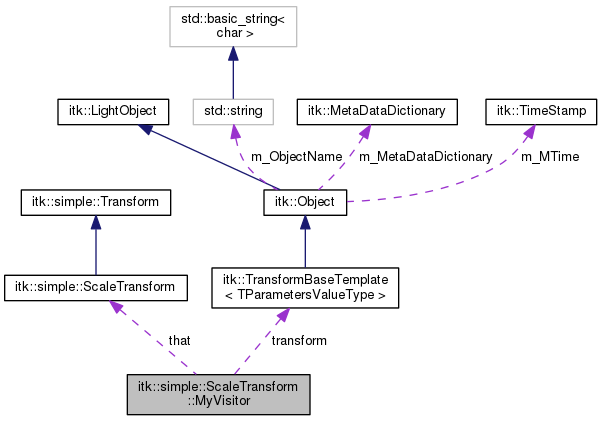 std::basic_string<
char >
itk::LightObject
std::string
itk::MetaDataDictionary
itk::TimeStamp
m_ObjectName
m_MetaDataDictionary
m_MTime
itk::simple::Transform
itk::Object
itk::simple::ScaleTransform
itk::TransformBaseTemplate
< TParametersValueType >
that
transform
itk::simple::ScaleTransform
::MyVisitor